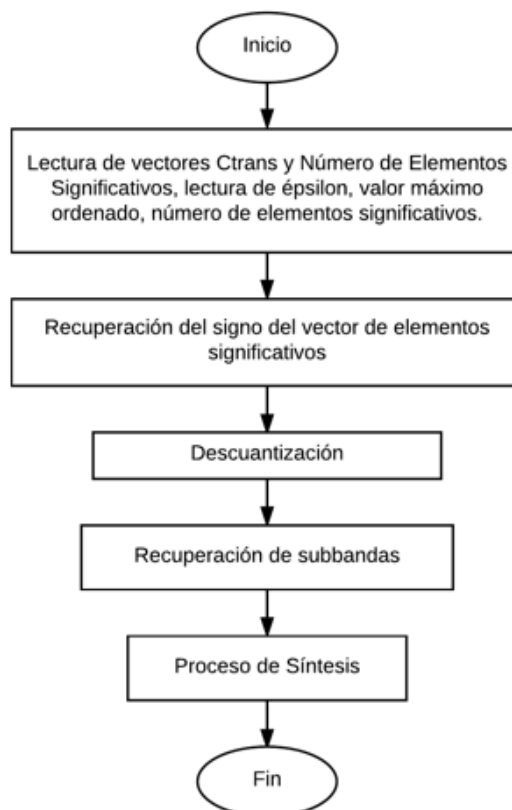 Inicio
Lectura de vectores Ctrans y Número de Elementos
Significativos, lectura de épsilon, valor máximo
ordenado, número de elementos significativos.
Recuperación del signo del vector de elementos
significativos
Descuantización
Recuperación de subbandas
Proceso de Síntesis
Fin